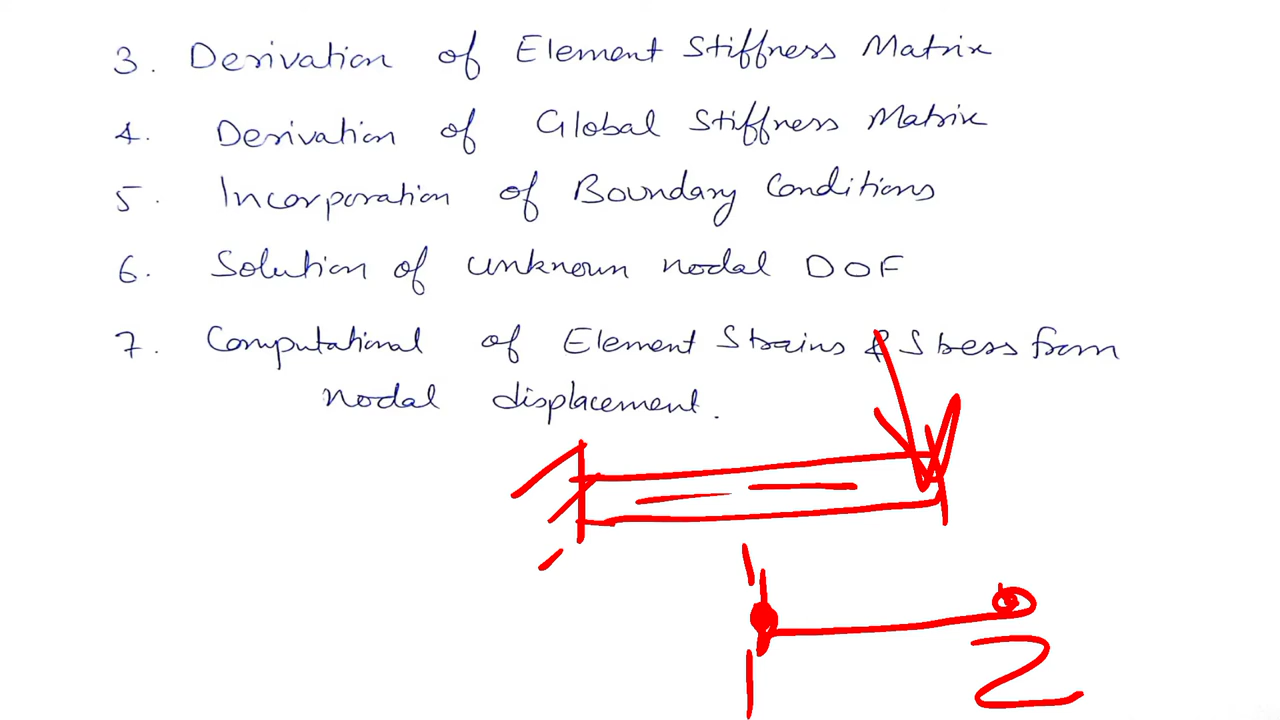 3. Derivation of Element Stiffness Matrix
4. Derivation of Global Stiffness Matrix
5. Incorporation of Boundary Conditions
6. Solution of unknown nodal DOF
7. Computational of Element Strains & Stress from
nodal displacement.
1
2